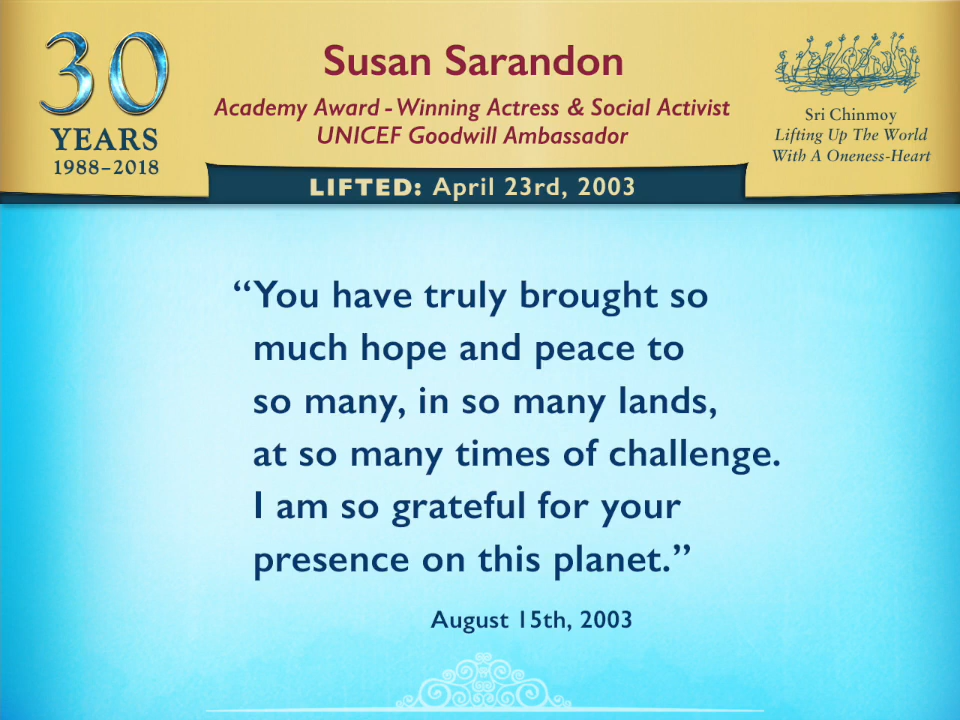 30
YEARS
1988–2018
Susan Sarandon
Academy Award - Winning Actress & Social Activist
UNICEF Goodwill Ambassador
LIFTED: April 23rd, 2003
Sri Chinmoy
Lifting Up The World
With A Oneness-Heart
“You have truly brought so
much hope and peace to
so many, in so many lands,
at so many times of challenge.
I am so grateful for your
presence on this planet.”
August 15th, 2003